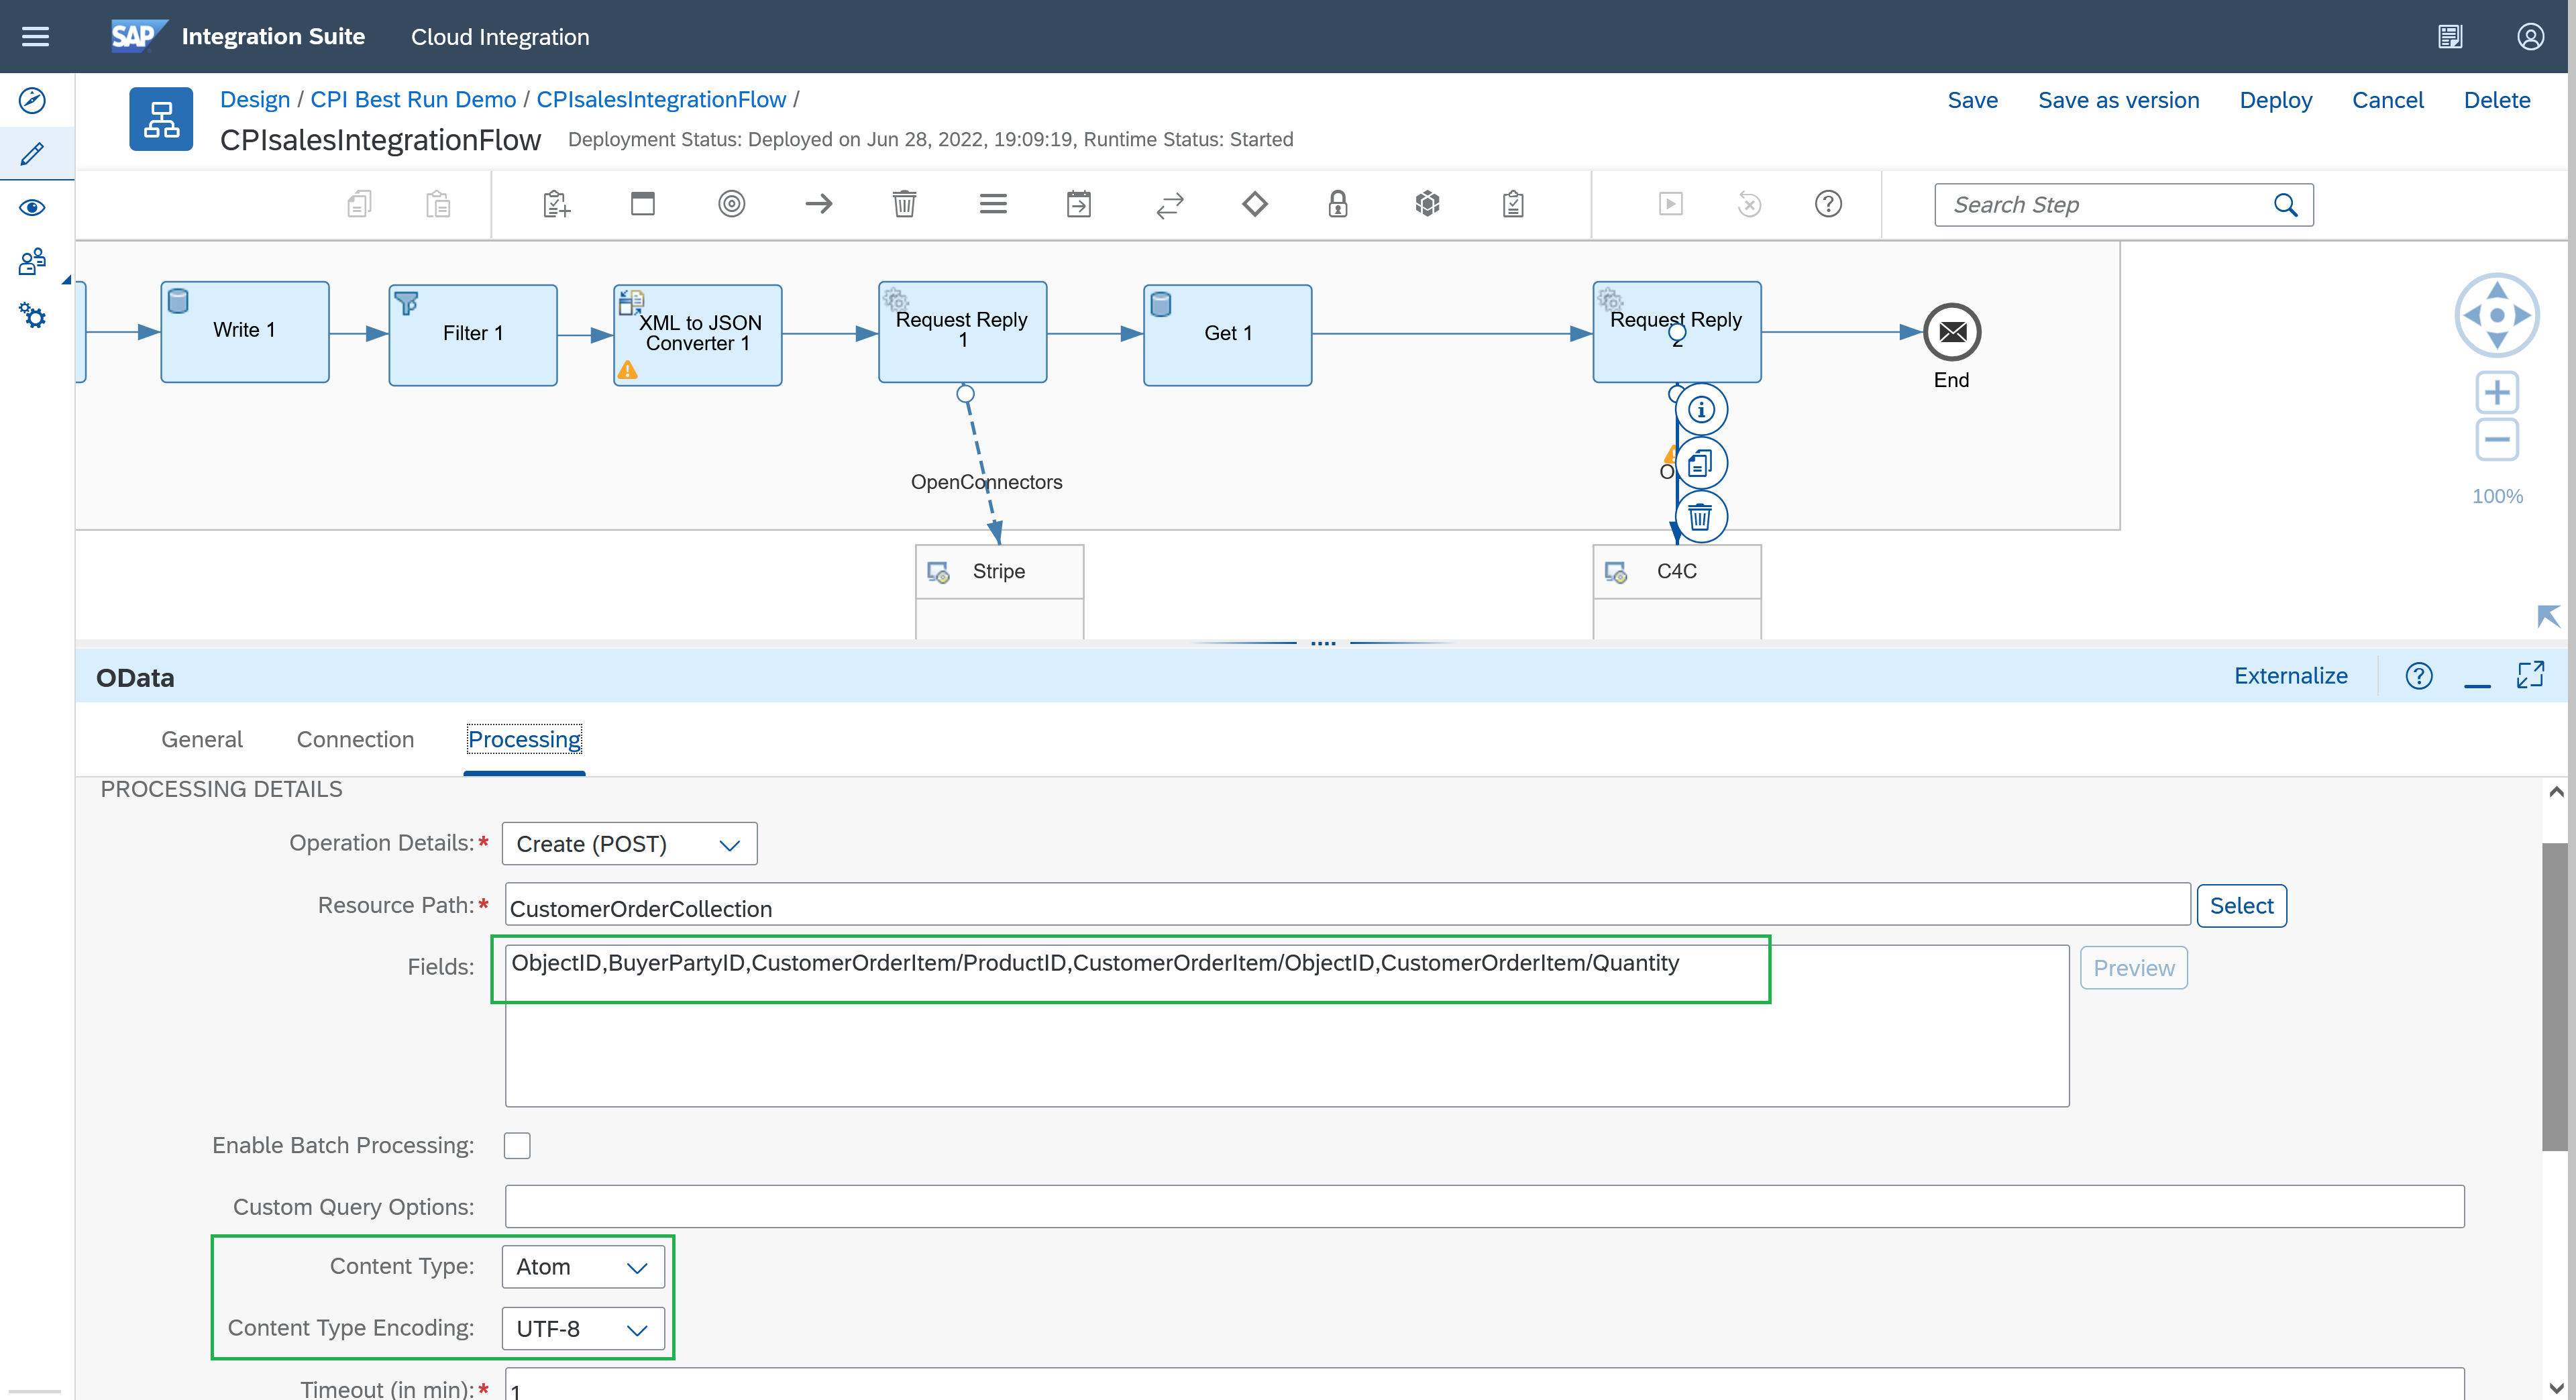 SAP Integration Suite Cloud Integration
Design / CPI Best Run Demo / CPIsalesIntegrationFlow /
Save Save as version Deploy Cancel Delete
CPIsalesIntegrationFlow Deployment Status: Deployed on Jun 28, 2022, 19:09:19, Runtime Status: Started
Search Step
Write 1
Filter 1
XML to JSON
Converter 1
Request Reply
1
Get 1
Request Reply
2
End
OpenConnectors
O
100%
Stripe
C4C
OData
Externalize
General Connection Processing
PROCESSING DETAILS
Operation Details:* Create (POST)
Resource Path:* CustomerOrderCollection Select
Fields: ObjectID,BuyerPartyID,CustomerOrderItem/ProductID,CustomerOrderItem/ObjectID,CustomerOrderItem/Quantity Preview
Enable Batch Processing:
Custom Query Options:
Content Type: Atom
Content Type Encoding: UTF-8
Timeout (in min):* 1